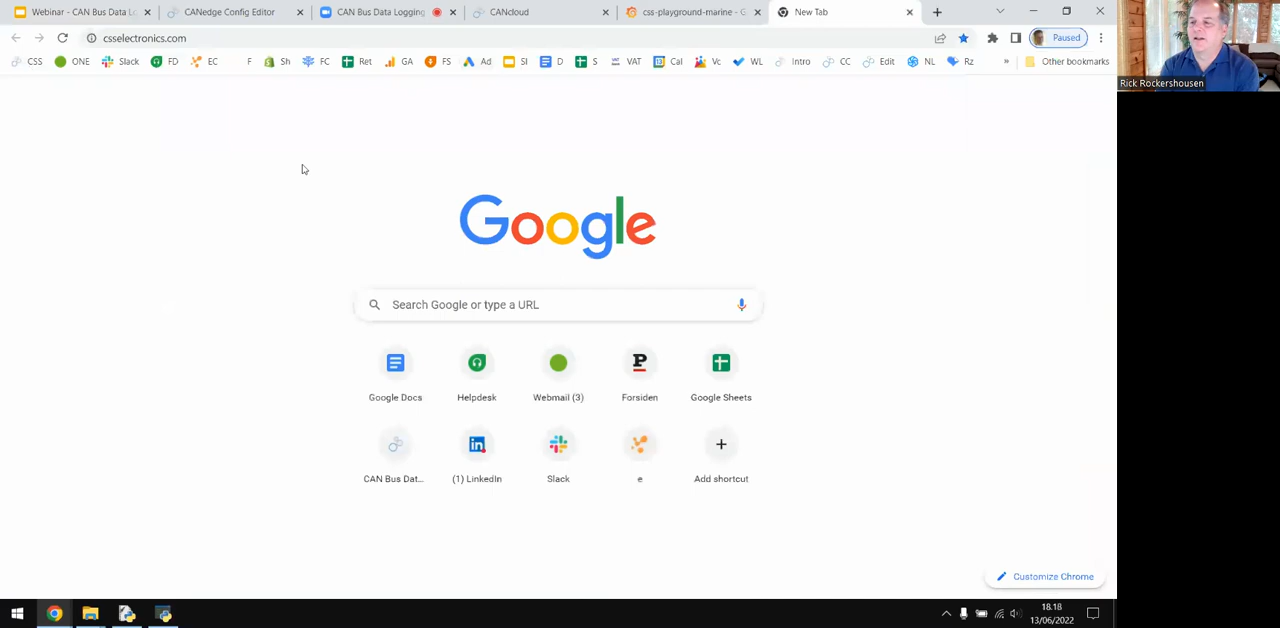 Webinar - CAN Bus Data Lo
CANedge Config Editor
CAN Bus Data Logging
CANcloud
css-playground-marine - G
New Tab
csselectronics.com
Paused
CSS
ONE
Slack
FD
EC
F
Sh
FC
Ret
GA
FS
Ad
SI
D
S
VAT
Cal
Vc
WL
Intro
CC
Edit
NL
Rz
»
Other bookmarks
Rick Rockershousen
Google
Search Google or type a URL
Google Docs
Helpdesk
Webmail (3)
Forsiden
Google Sheets
CAN Bus Dat...
(1) LinkedIn
Slack
e
Add shortcut
Customize Chrome
18.18
13/06/2022